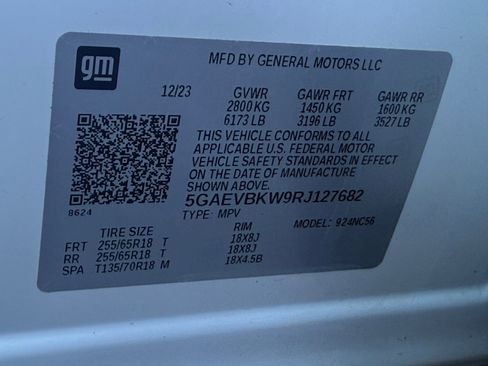 gm
MFD BY GENERAL MOTORS LLC
12/23 GVWR GAWR FRT GAWR RR
2800 KG 1450 KG 1600 KG
6173 LB 3196 LB 3527 LB
THIS VEHICLE CONFORMS TO ALL
APPLICABLE U.S. FEDERAL MOTOR
VEHICLE SAFETY STANDARDS IN EFFECT
ON THE DATE OF MANUFACTURE
SHOWN ABOVE.
5GAEVBKW9RJ127682
8624
TYPE: MPV MODEL: 924NC56
TIRE SIZE RIM
FRT 255/65R18 T 18X8J
RR 255/65R18 T 18X8J
SPA T135/70R18 M 18X4.5B